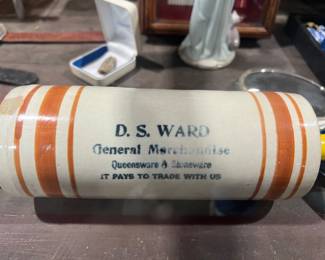 D. S. WARD
General Merchandise
Queensware & Stoneware
IT PAYS TO TRADE WITH US